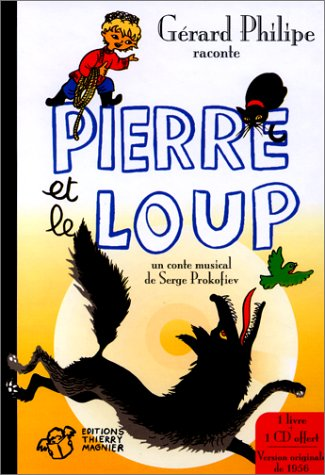 Gérard Philipe
raconte
PIERRE
et le
LOUP
un conte musical
de Serge Prokofiev
EDITIONS
THIERRY
MAGNIER
1 livre
1 CD offert
Version originale
de 1956